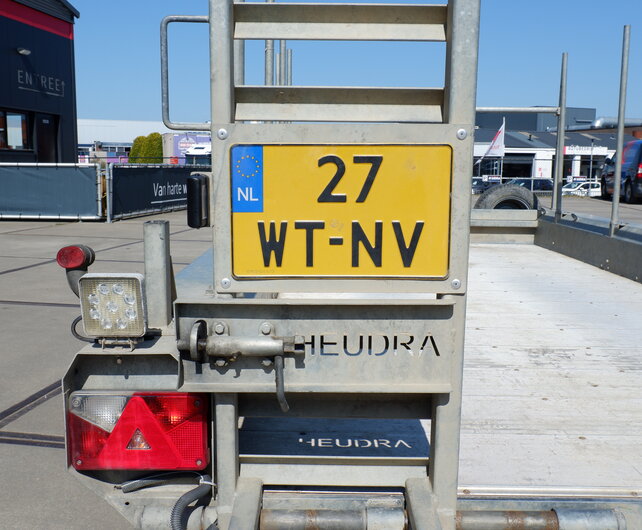 ENTREE
Van harte w
NL
27
WT-NV
HEUDRA
HEUDRA